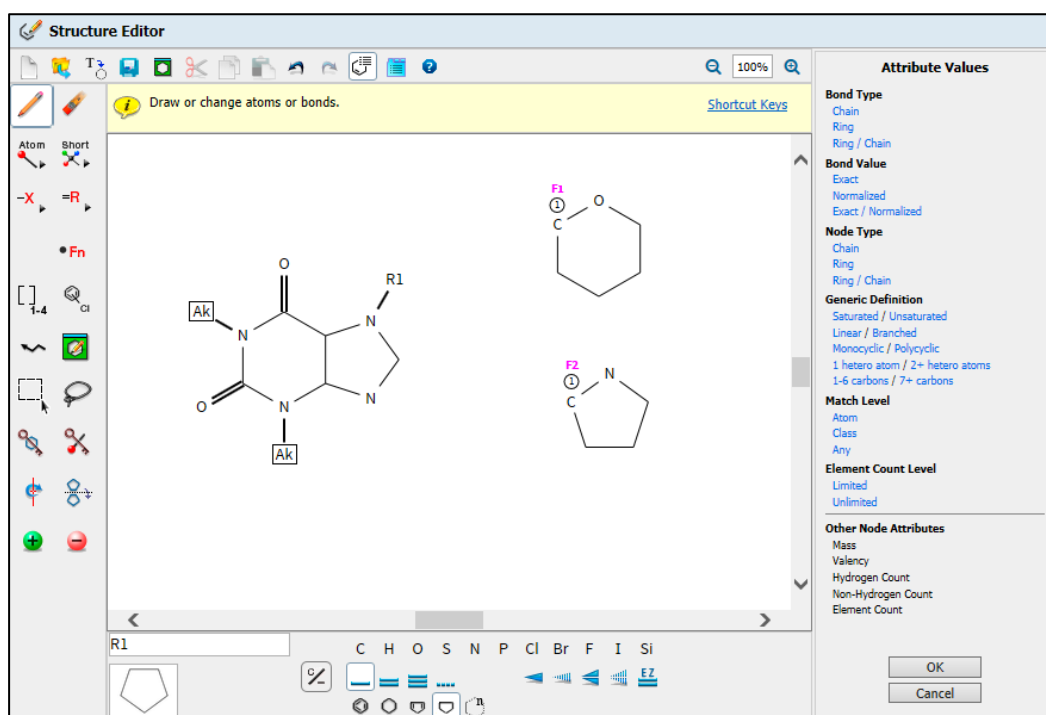 Structure Editor
T
100%
Draw or change atoms or bonds.
Shortcut Keys
Atom
Short
-X
=R
Fn
[ ]
1-4
Cl
O
R1
Ak
N
N
O
N
N
Ak
F1
1
O
C
F2
1
N
C
Attribute Values
Bond Type
Chain
Ring
Ring / Chain
Bond Value
Exact
Normalized
Exact / Normalized
Node Type
Chain
Ring
Ring / Chain
Generic Definition
Saturated / Unsaturated
Linear / Branched
Monocyclic / Polycyclic
1 hetero atom / 2+ hetero atoms
1-6 carbons / 7+ carbons
Match Level
Atom
Class
Any
Element Count Level
Limited
Unlimited
Other Node Attributes
Mass
Valency
Hydrogen Count
Non-Hydrogen Count
Element Count
R1
C H O S N P Cl Br F I Si
EZ
n
OK
Cancel